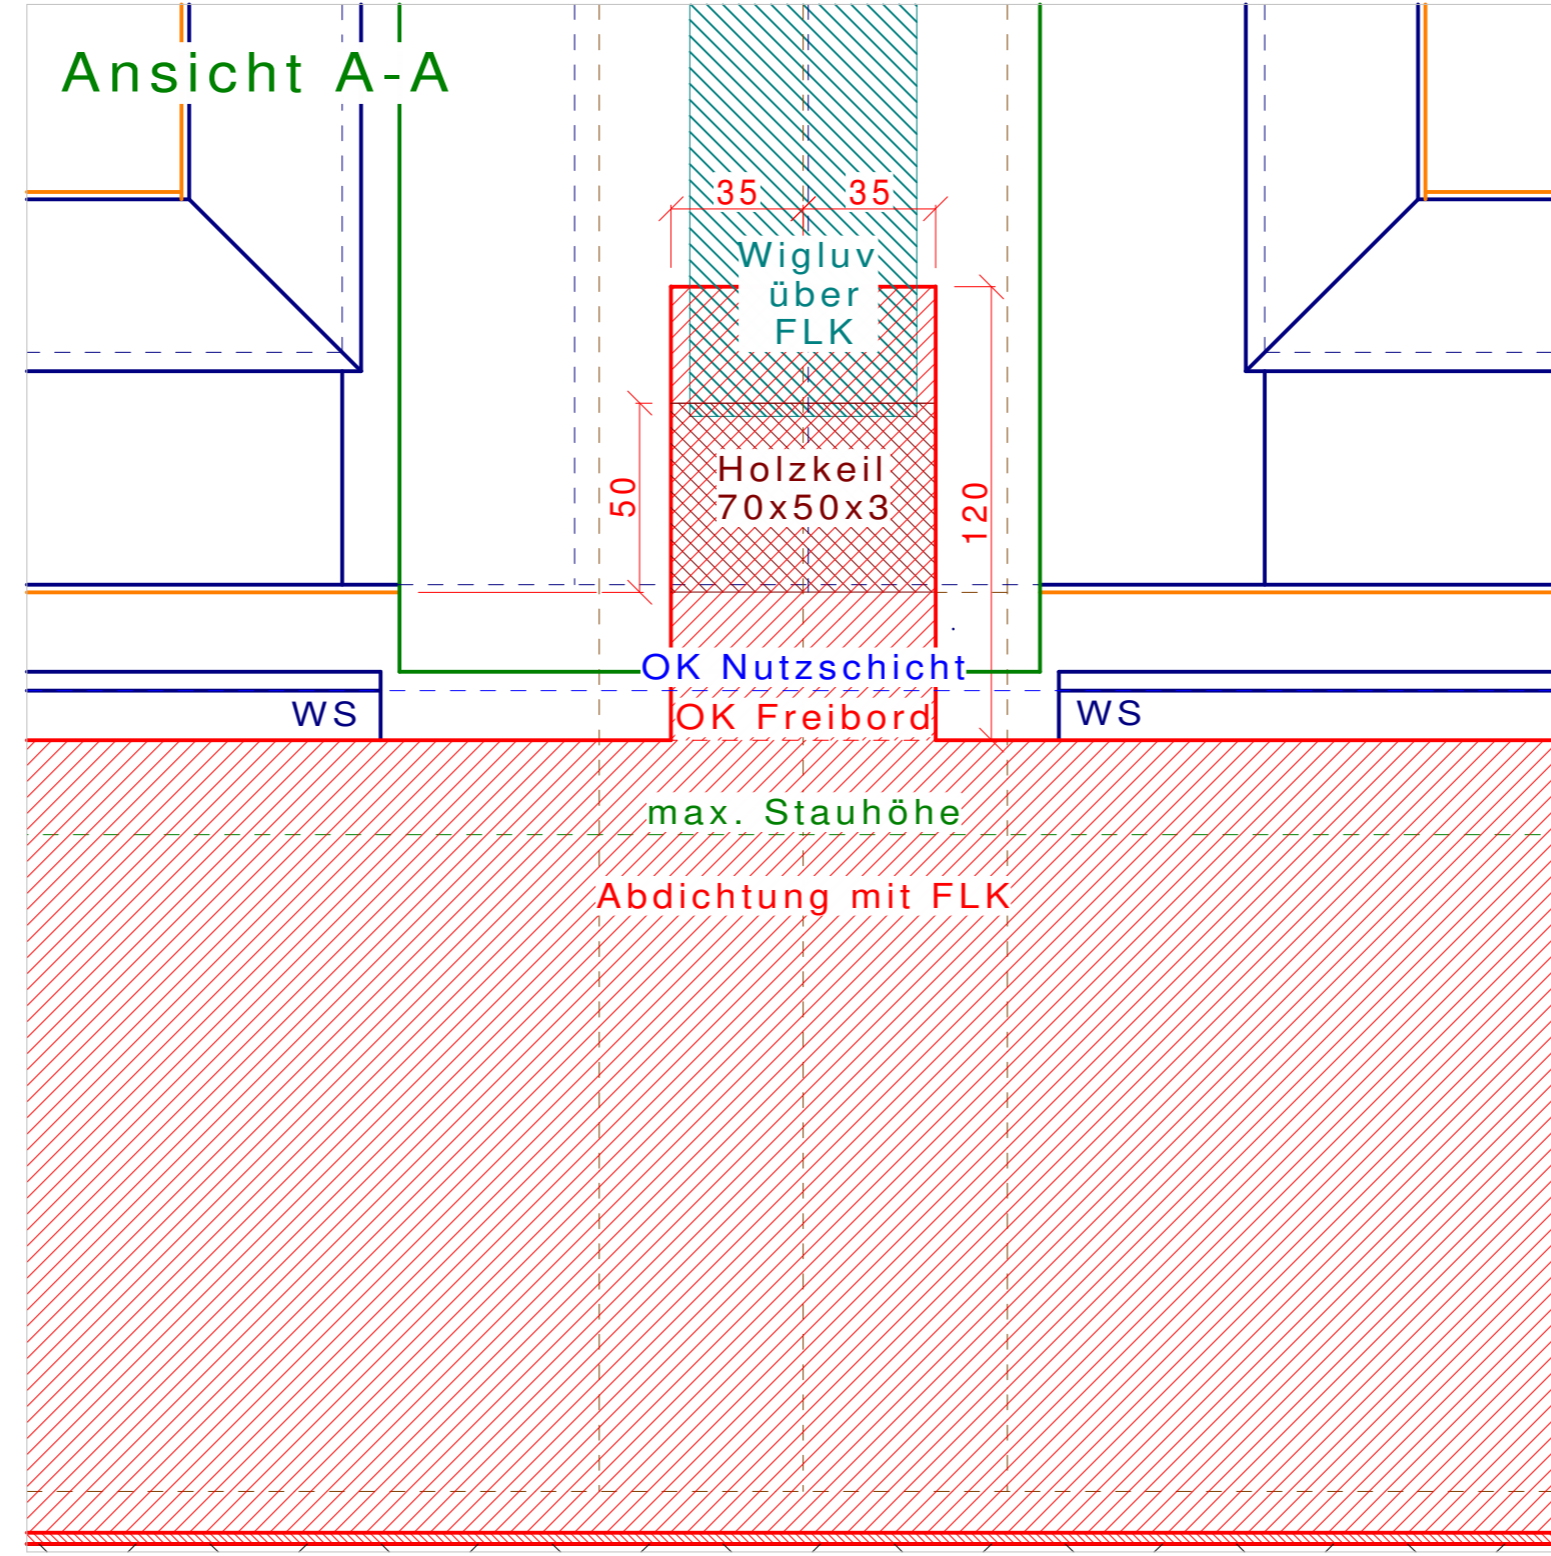 Ansicht A-A
35 35
Wigluv
über
FLK
Holzkeil
70x50x3
50
120
OK Nutzschicht
WS OK Freibord WS
max. Stauhöhe
Abdichtung mit FLK